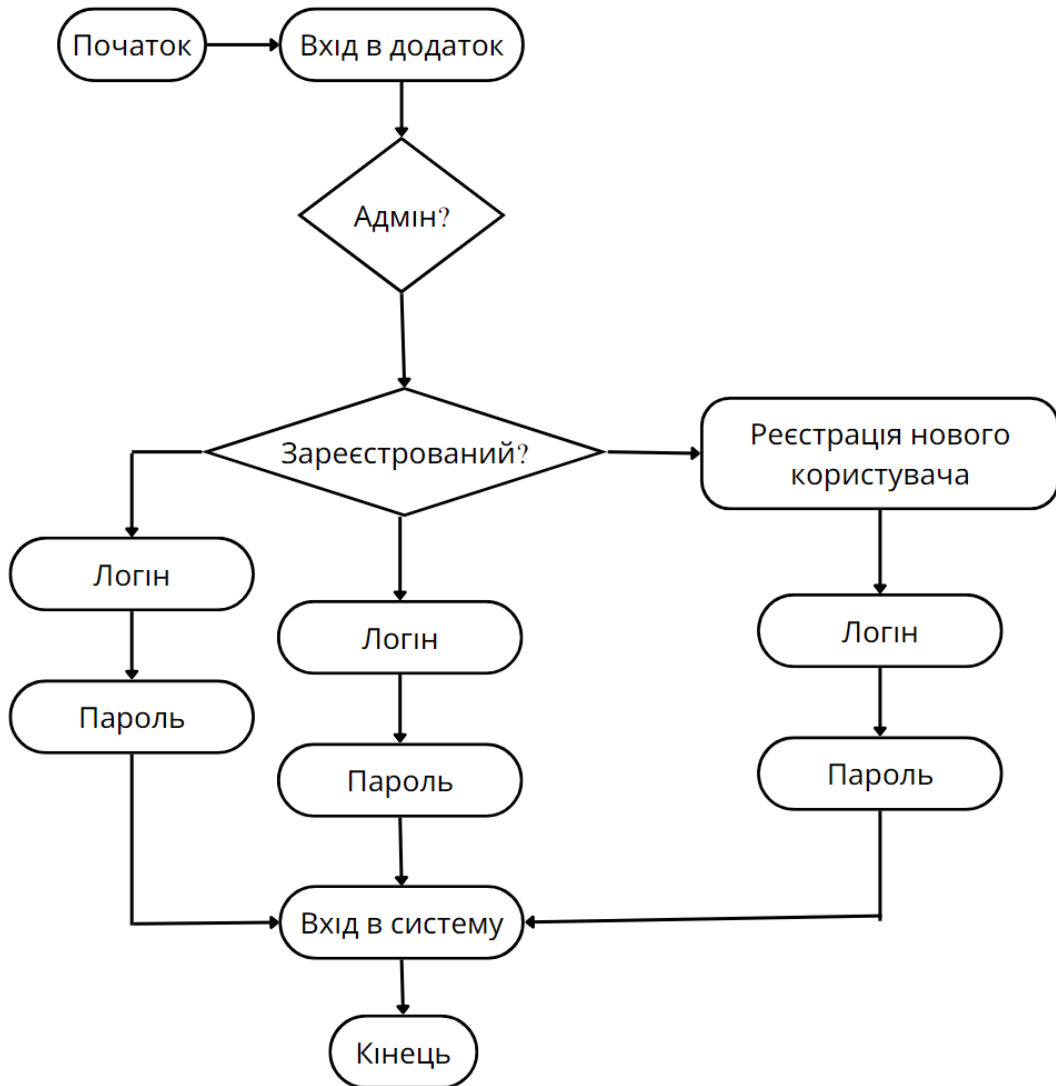 Початок
Вхід в додаток
Адмін?
Зареєстрований?
Реєстрація нового
користувача
Логін
Логін
Логін
Пароль
Пароль
Пароль
Вхід в систему
Кінець